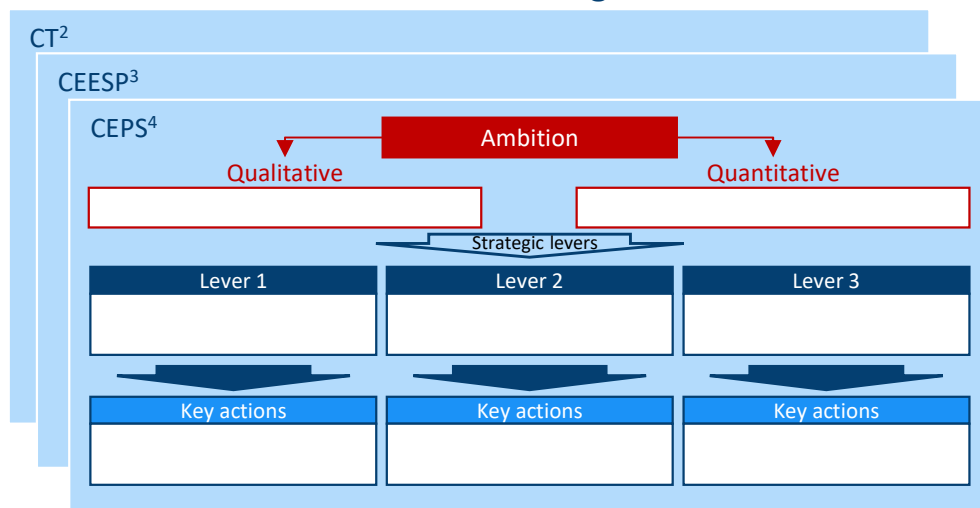 CT²
CEESP³
CEPS⁴
Ambition
Qualitative
Quantitative
Strategic levers
Lever 1
Lever 2
Lever 3
Key actions
Key actions
Key actions